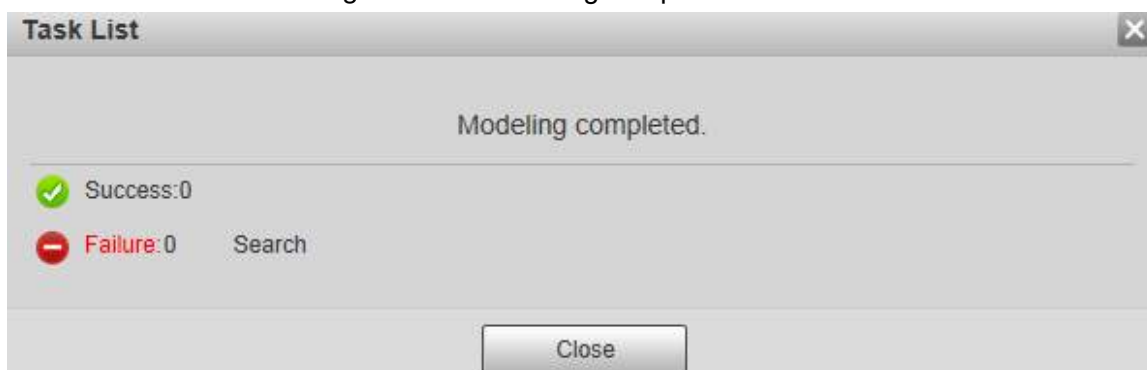 Task List
Modeling completed.
Success:0
Failure:0 Search
Close